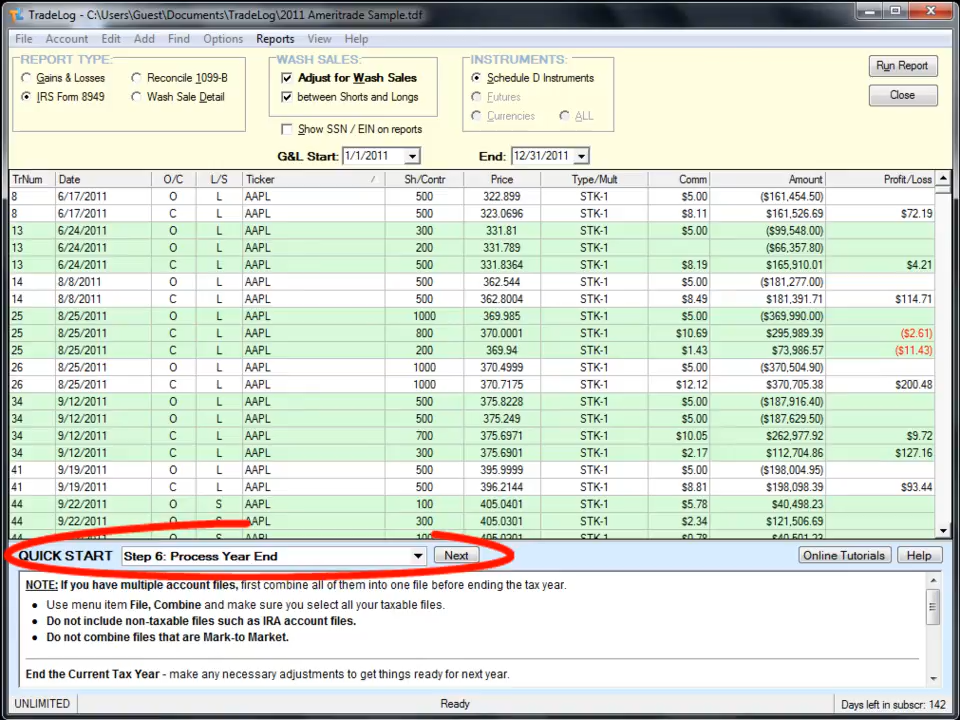 TradeLog - C:\Users\Guest\Documents\TradeLog\2011 Ameritrade Sample.tdf
File Account Edit Add Find Options Reports View Help
REPORT TYPE: WASH SALES: INSTRUMENTS:
Gains & Losses Reconcile 1099-B Adjust for Wash Sales Schedule D Instruments Run Report
IRS Form 8949 Wash Sale Detail between Shorts and Longs Futures Close
Currencies ALL
Show SSN / EIN on reports
G&L Start: 1/1/2011 End: 12/31/2011
TrNum Date O/C L/S Ticker Sh/Contr Price Type/Mult Comm Amount Profit/Loss
8 6/17/2011 O L AAPL 500 322.899 STK-1 $5.00 ($161,454.50)
8 6/17/2011 C L AAPL 500 323.0696 STK-1 $8.11 $161,526.69 $72.19
13 6/24/2011 O L AAPL 300 331.81 STK-1 $5.00 ($99,548.00)
13 6/24/2011 O L AAPL 200 331.789 STK-1 ($66,357.80)
13 6/24/2011 C L AAPL 500 331.8364 STK-1 $8.19 $165,910.01 $4.21
14 8/8/2011 O L AAPL 500 362.544 STK-1 $5.00 ($181,277.00)
14 8/8/2011 C L AAPL 500 362.8004 STK-1 $8.49 $181,391.71 $114.71
25 8/25/2011 O L AAPL 1000 369.985 STK-1 $5.00 ($369,990.00)
25 8/25/2011 C L AAPL 800 370.0001 STK-1 $10.69 $295,989.39 ($2.61)
25 8/25/2011 C L AAPL 200 369.94 STK-1 $1.43 $73,986.57 ($11.43)
26 8/25/2011 O L AAPL 1000 370.4999 STK-1 $5.00 ($370,504.90)
26 8/25/2011 C L AAPL 1000 370.7175 STK-1 $12.12 $370,705.38 $200.48
34 9/12/2011 O L AAPL 500 375.8228 STK-1 $5.00 ($187,916.40)
34 9/12/2011 O L AAPL 500 375.249 STK-1 $5.00 ($187,629.50)
34 9/12/2011 C L AAPL 700 375.6971 STK-1 $10.05 $262,977.92 $9.72
34 9/12/2011 C L AAPL 300 375.6901 STK-1 $2.17 $112,704.86 $127.16
41 9/19/2011 O L AAPL 500 395.9999 STK-1 $5.00 ($198,004.95)
41 9/19/2011 C L AAPL 500 396.2144 STK-1 $8.81 $198,098.39 $93.44
44 9/22/2011 O S AAPL 100 405.0401 STK-1 $5.78 $40,498.23
44 9/22/2011 O S AAPL 300 405.0301 STK-1 $2.34 $121,506.69
QUICK START Step 6: Process Year End Next Online Tutorials Help
NOTE: If you have multiple account files, first combine all of them into one file before ending the tax year.
• Use menu item File, Combine and make sure you select all your taxable files.
• Do not include non-taxable files such as IRA account files.
• Do not combine files that are Mark-to Market.
End the Current Tax Year - make any necessary adjustments to get things ready for next year.
UNLIMITED Ready Days left in subscr: 142